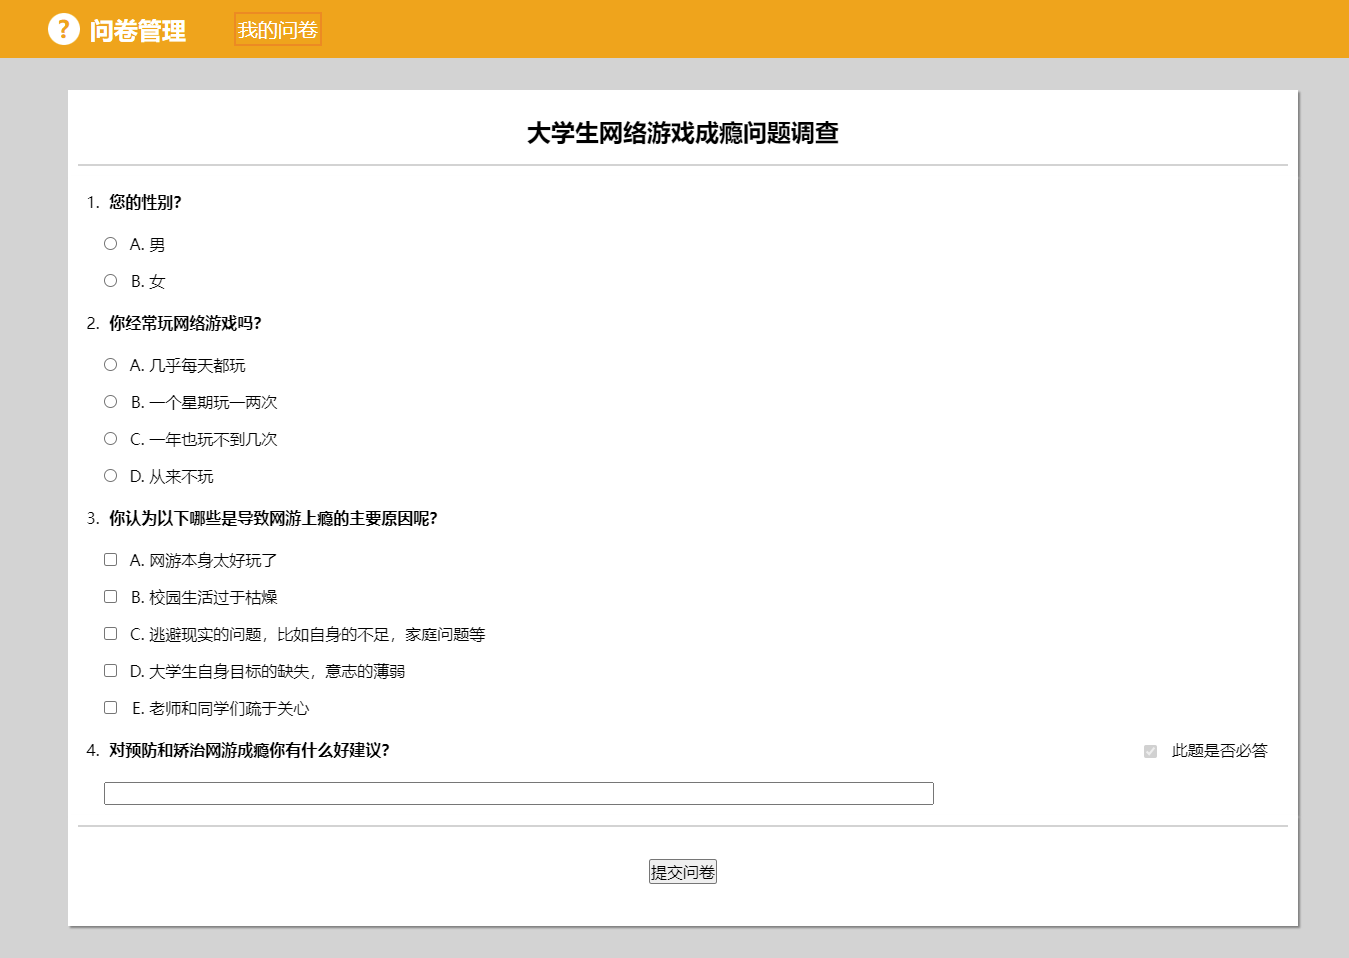 ? 问卷管理 我的问卷
大学生网络游戏成瘾问题调查
1. 您的性别?
A. 男
B. 女
2. 你经常玩网络游戏吗?
A. 几乎每天都玩
B. 一个星期玩一两次
C. 一年也玩不到几次
D. 从来不玩
3. 你认为以下哪些是导致网游上瘾的主要原因呢?
A. 网游本身太好玩了
B. 校园生活过于枯燥
C. 逃避现实的问题，比如自身的不足，家庭问题等
D. 大学生自身目标的缺失，意志的薄弱
E. 老师和同学们疏于关心
4. 对预防和矫治网游成瘾你有什么好建议? 此题是否必答
提交问卷